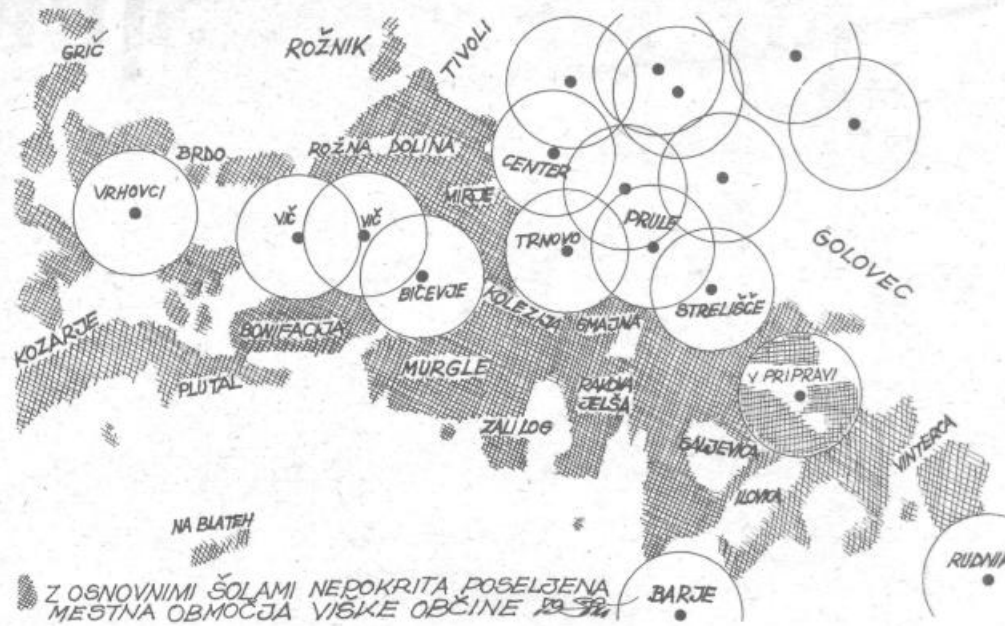 GRIČ
ROŽNIK
TIVOLI
BRDO
ROŽNA DOLINA
CENTER
VRHOVCI
MIRJE
VIČ
VIČ
PRULE
TRNOVO
GOLOVEC
BIČEVJE
KOLEZIJA
STRELIŠČE
GMAJNA
BONIFACIJA
KOZARJE
MURGLE
V PRIPRAVI
PLUTAL
RAKOVA
JELŠA
ZALI LOG
GALJEVICA
VINTERCA
ILOVICA
NA BLATEH
RUDNIK
BARJE
Z OSNOVNIMI ŠOLAMI NEPOKRITA POSELJENA
MESTNA OBMOČJA VIŠKE OBČINE